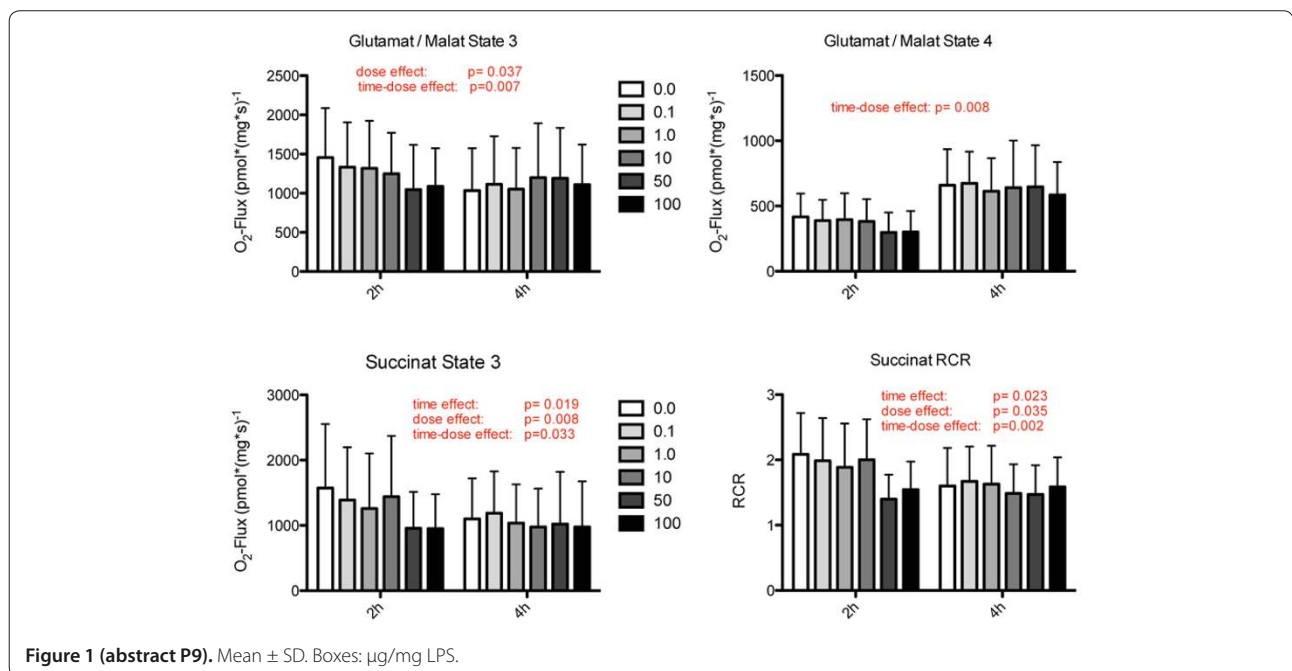 Glutamat / Malat State 3
dose effect: p= 0.037
time-dose effect: p=0.007
O₂-Flux (pmol*(mg*s)⁻¹
2500
2000
1500
1000
500
0
2h
4h
0.0
0.1
1.0
10
50
100
Glutamat / Malat State 4
time-dose effect: p= 0.008
O₂-Flux (pmol*(mg*s)⁻¹
1500
1000
500
0
2h
4h
Succinat State 3
time effect: p= 0.019
dose effect: p= 0.008
time-dose effect: p=0.033
O₂-Flux (pmol*(mg*s)⁻¹
3000
2000
1000
0
2h
4h
0.0
0.1
1.0
10
50
100
Succinat RCR
time effect: p= 0.023
dose effect: p= 0.035
time-dose effect: p=0.002
RCR
3
2
1
0
2h
4h
Figure 1 (abstract P9). Mean ± SD. Boxes: µg/mg LPS.